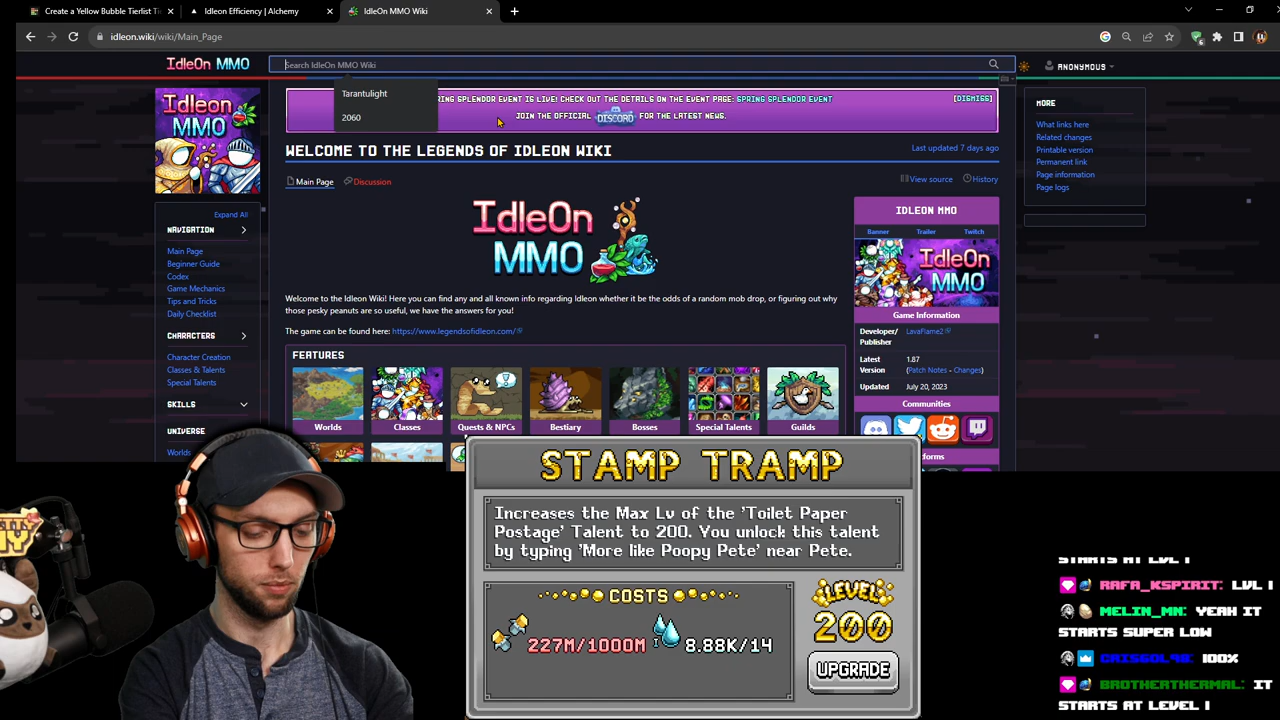 Create a Yellow Bubble Tierlist T
Idleon Efficiency | Alchemy
IdleOn MMO Wiki
idleon.wiki/wiki/Main_Page
IdleOn MMO
Search IdleOn MMO Wiki
ANONYMOUS
Tarantulight
2060
RING SPLENDOR EVENT IS LIVE! CHECK OUT THE DETAILS ON THE EVENT PAGE: SPRING SPLENDOR EVENT
[DISMISS]
JOIN THE OFFICIAL DISCORD FOR THE LATEST NEWS.
IdleOn
MMO
WELCOME TO THE LEGENDS OF IDLEON WIKI
Last updated 7 days ago
Main Page
Discussion
View source
History
MORE
What links here
Related changes
Printable version
Permanent link
Page information
Page logs
Expand All
NAVIGATION
Main Page
Beginner Guide
Codex
Game Mechanics
Tips and Tricks
Daily Checklist
CHARACTERS
Character Creation
Classes & Talents
Special Talents
SKILLS
UNIVERSE
Worlds
IdleOn
MMO
Welcome to the Idleon Wiki! Here you can find any and all known info regarding Idleon whether it be the odds of a random mob drop, or figuring out why
those pesky peanuts are so useful, we have the answers for you!
The game can be found here: https://www.legendsofidleon.com/
FEATURES
Worlds
Classes
Quests & NPCs
Bestiary
Bosses
Special Talents
Guilds
IDLEON MMO
Banner
Trailer
Twitch
IdleOn
MMO
Game Information
Developer/
Publisher
LavaFlame2
Latest
Version
1.87
(Patch Notes - Changes)
Updated
July 20, 2023
Communities
forms
STAMP TRAMP
Increases the Max Lv of the 'Toilet Paper
Postage' Talent to 200. You unlock this talent
by typing 'More like Poopy Pete' near Pete.
COSTS
227M/1000M
8.88K/14
LEVEL
200
UPGRADE
STARTS AT LVL 1
RAFA_KSPIRIT: LVL 1
MELIN_MN: YEAH IT
STARTS SUPER LOW
100X
BROTHERTHERMAL: IT
STARTS AT LEVEL 1